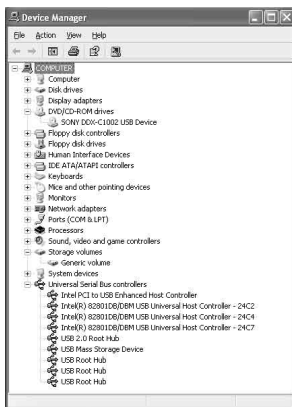 Device Manager
File Action View Help
COMPUTER
Computer
Disk drives
Display adapters
DVD/CD-ROM drives
SONY DDX-C1002 USB Device
Floppy disk controllers
Floppy disk drives
Human Interface Devices
IDE ATA/ATAPI controllers
Keyboards
Mice and other pointing devices
Monitors
Network adapters
Ports (COM & LPT)
Processors
Sound, video and game controllers
Storage volumes
Generic volume
System devices
Universal Serial Bus controllers
Intel PCI to USB Enhanced Host Controller
Intel(R) 82801DB/DBM USB Universal Host Controller - 24C2
Intel(R) 82801DB/DBM USB Universal Host Controller - 24C4
Intel(R) 82801DB/DBM USB Universal Host Controller - 24C7
USB 2.0 Root Hub
USB Mass Storage Device
USB Root Hub
USB Root Hub
USB Root Hub